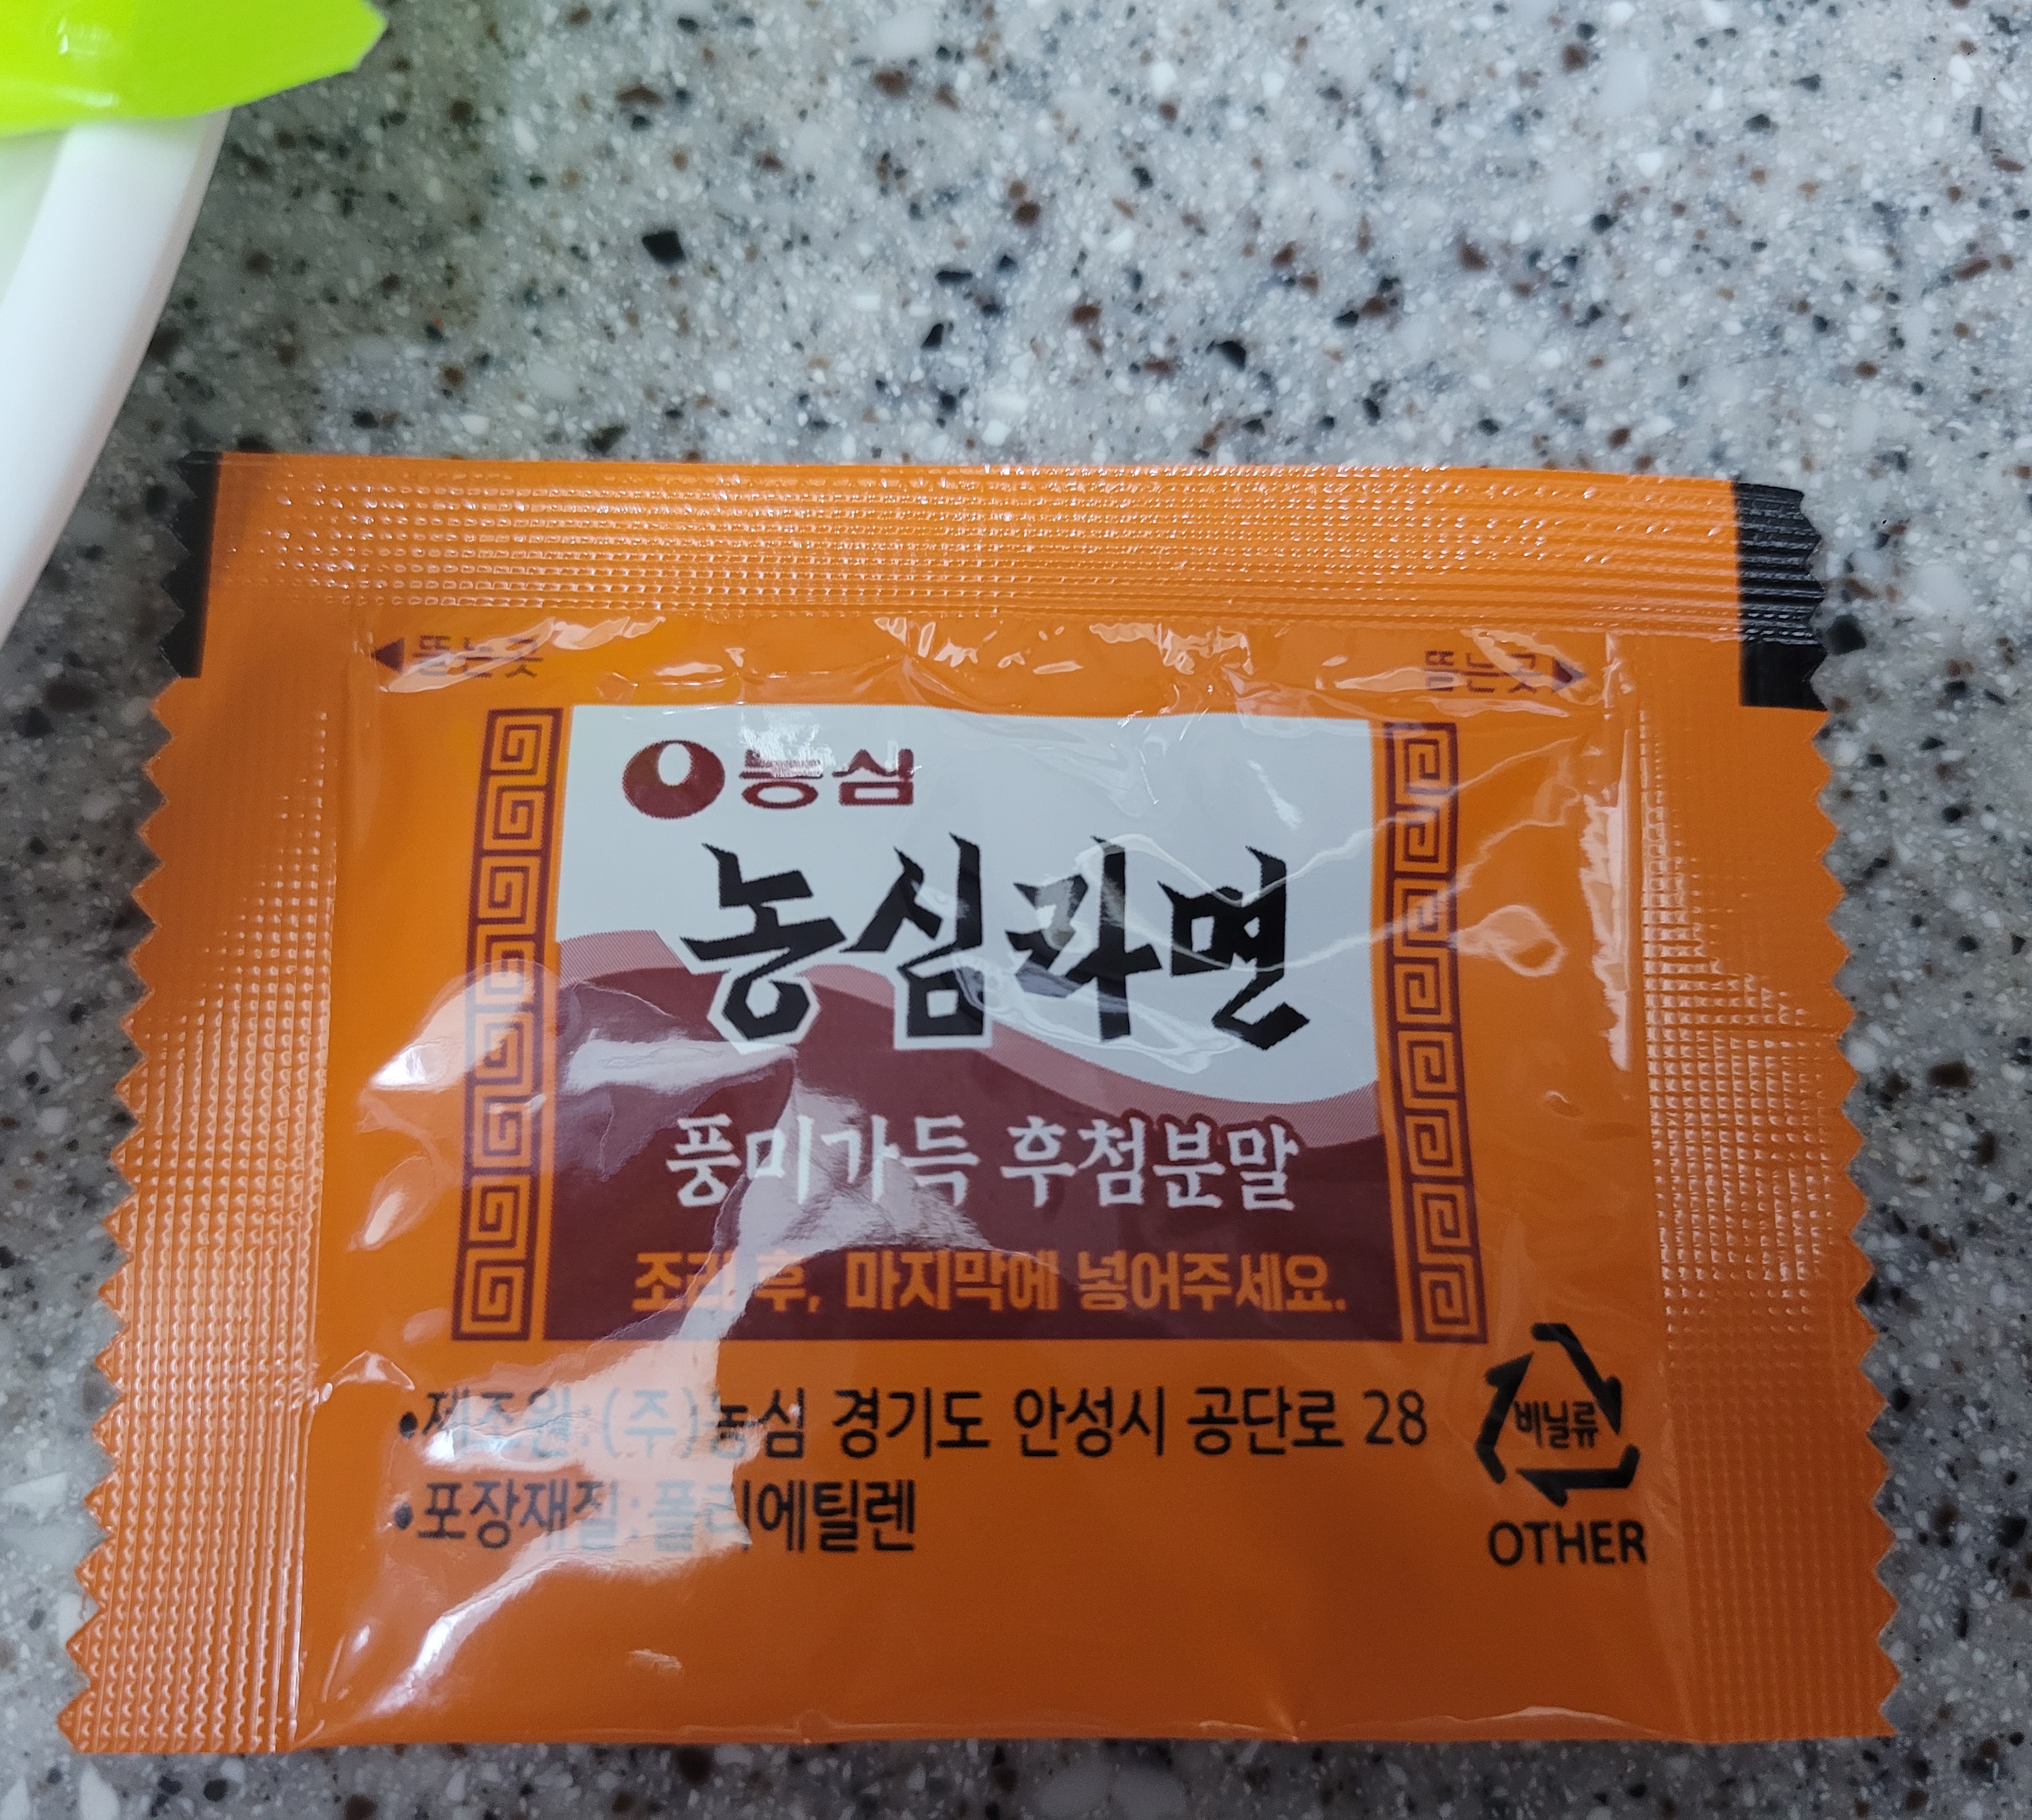 ◀뜯는곳 뜯는곳▶
농심
농심라면
풍미가득 후첨분말
조리 후, 마지막에 넣어주세요.
•제조원:(주)농심 경기도 안성시 공단로 28
•포장재질:폴리에틸렌
비닐류
OTHER